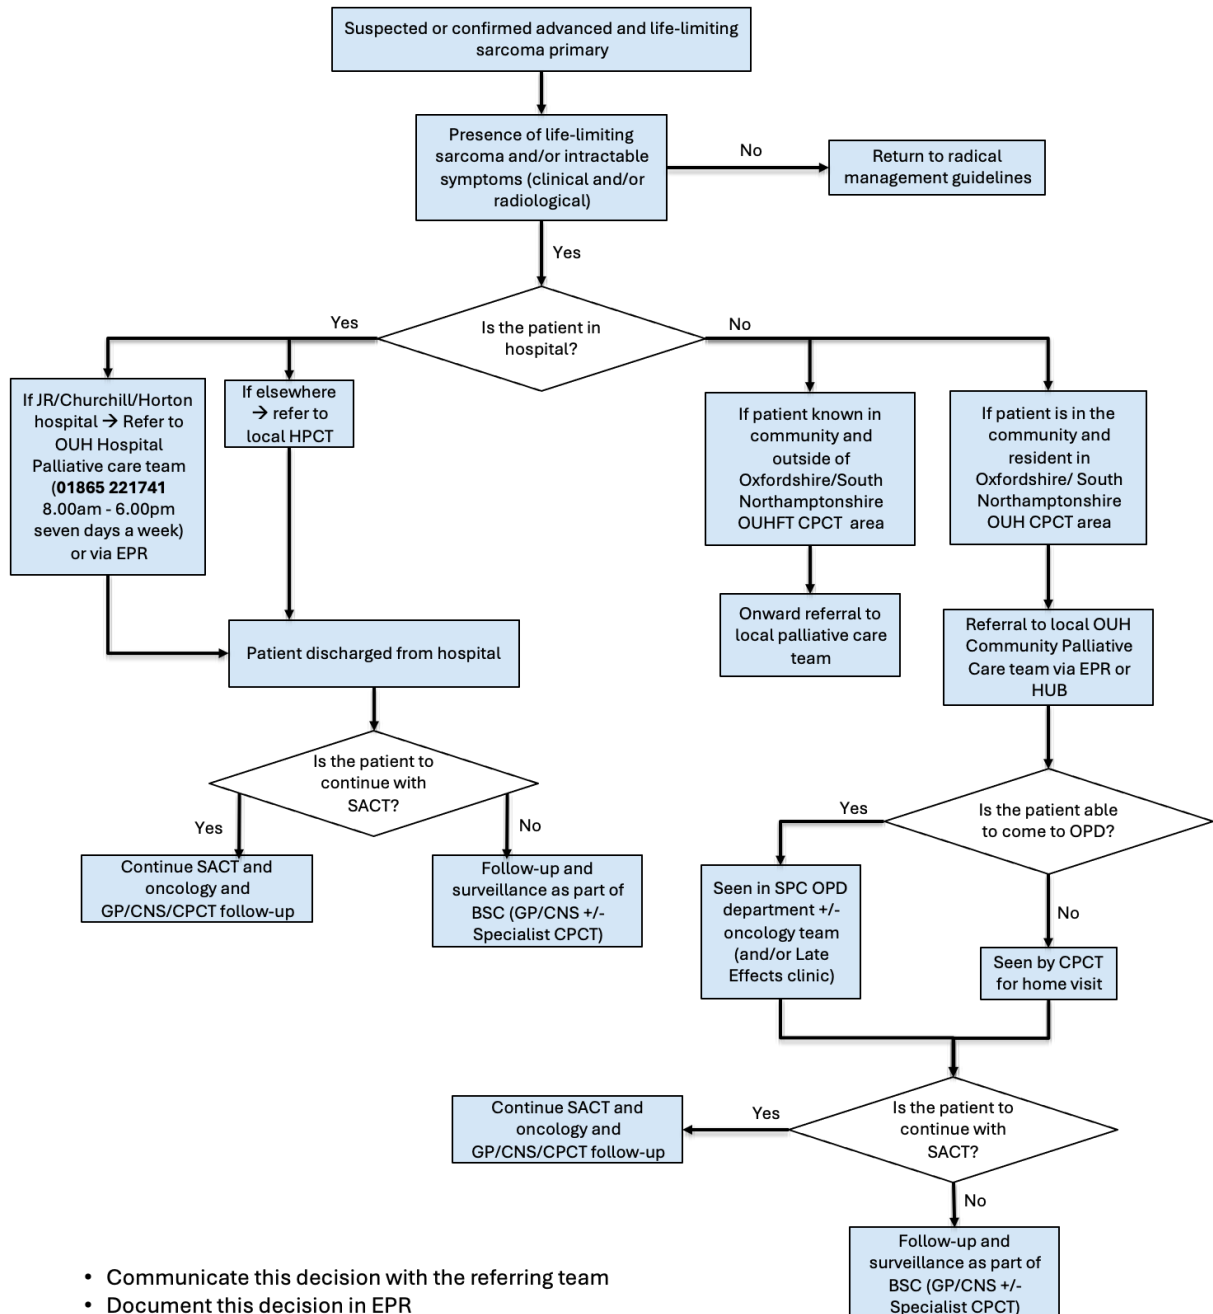 Suspected or confirmed advanced and life-limiting
sarcoma primary
Presence of life-limiting
sarcoma and/or intractable
symptoms (clinical and/or
radiological)
No
Return to radical
management guidelines
Yes
Is the patient in
hospital?
Yes
No
If JR/Churchill/Horton
hospital → Refer to
OUH Hospital
Palliative care team
(01865 221741
8.00am - 6.00pm
seven days a week)
or via EPR
If elsewhere
→ refer to
local HPCT
If patient known in
community and
outside of
Oxfordshire/South
Northamptonshire
OUHFT CPCT area
If patient is in the
community and
resident in
Oxfordshire/ South
Northamptonshire
OUH CPCT area
Onward referral to
local palliative care
team
Referral to local OUH
Community Palliative
Care team via EPR or
HUB
Patient discharged from hospital
Is the patient to
continue with
SACT?
Yes
No
Continue SACT and
oncology and
GP/CNS/CPCT follow-up
Follow-up and
surveillance as part of
BSC (GP/CNS +/-
Specialist CPCT)
Is the patient able
to come to OPD?
Yes
No
Seen in SPC OPD
department +/-
oncology team
(and/or Late
Effects clinic)
Seen by CPCT
for home visit
Is the patient to
continue with
SACT?
Yes
No
Continue SACT and
oncology and
GP/CNS/CPCT follow-up
Follow-up and
surveillance as part of
BSC (GP/CNS +/-
Specialist CPCT)
• Communicate this decision with the referring team
• Document this decision in EPR